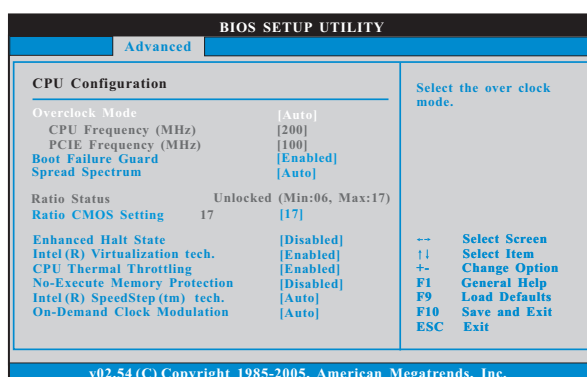 BIOS SETUP UTILITY
Advanced
CPU Configuration
Overclock Mode [Auto]
CPU Frequency (MHz) [200]
PCIE Frequency (MHz) [100]
Boot Failure Guard [Enabled]
Spread Spectrum [Auto]
Ratio Status Unlocked (Min:06, Max:17)
Ratio CMOS Setting 17 [17]
Enhanced Halt State [Disabled]
Intel(R) Virtualization tech. [Enabled]
CPU Thermal Throttling [Enabled]
No-Execute Memory Protection [Disabled]
Intel(R) SpeedStep(tm) tech. [Auto]
On-Demand Clock Modulation [Auto]
Select the over clock
mode.
←→ Select Screen
↑↓ Select Item
+- Change Option
F1 General Help
F9 Load Defaults
F10 Save and Exit
ESC Exit
v02.54 (C) Copyright 1985-2005, American Megatrends, Inc.